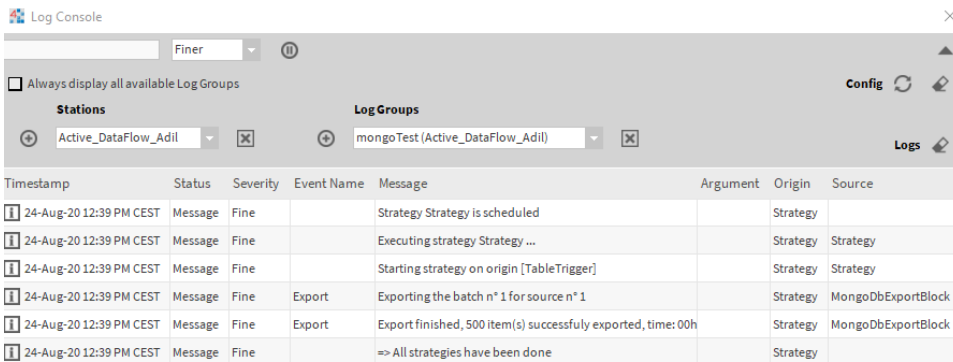 Log Console
Finer
Always display all available Log Groups
Config
Stations
Log Groups
Active_DataFlow_Adil
mongoTest (Active_DataFlow_Adil)
Logs
Timestamp Status Severity Event Name Message Argument Origin Source
24-Aug-20 12:39 PM CEST Message Fine Strategy Strategy is scheduled Strategy
24-Aug-20 12:39 PM CEST Message Fine Executing strategy Strategy ... Strategy Strategy
24-Aug-20 12:39 PM CEST Message Fine Starting strategy on origin [TableTrigger] Strategy Strategy
24-Aug-20 12:39 PM CEST Message Fine Export Exporting the batch n° 1 for source n° 1 Strategy MongoDbExportBlock
24-Aug-20 12:39 PM CEST Message Fine Export Export finished, 500 item(s) successfuly exported, time: 00h Strategy MongoDbExportBlock
24-Aug-20 12:39 PM CEST Message Fine => All strategies have been done Strategy